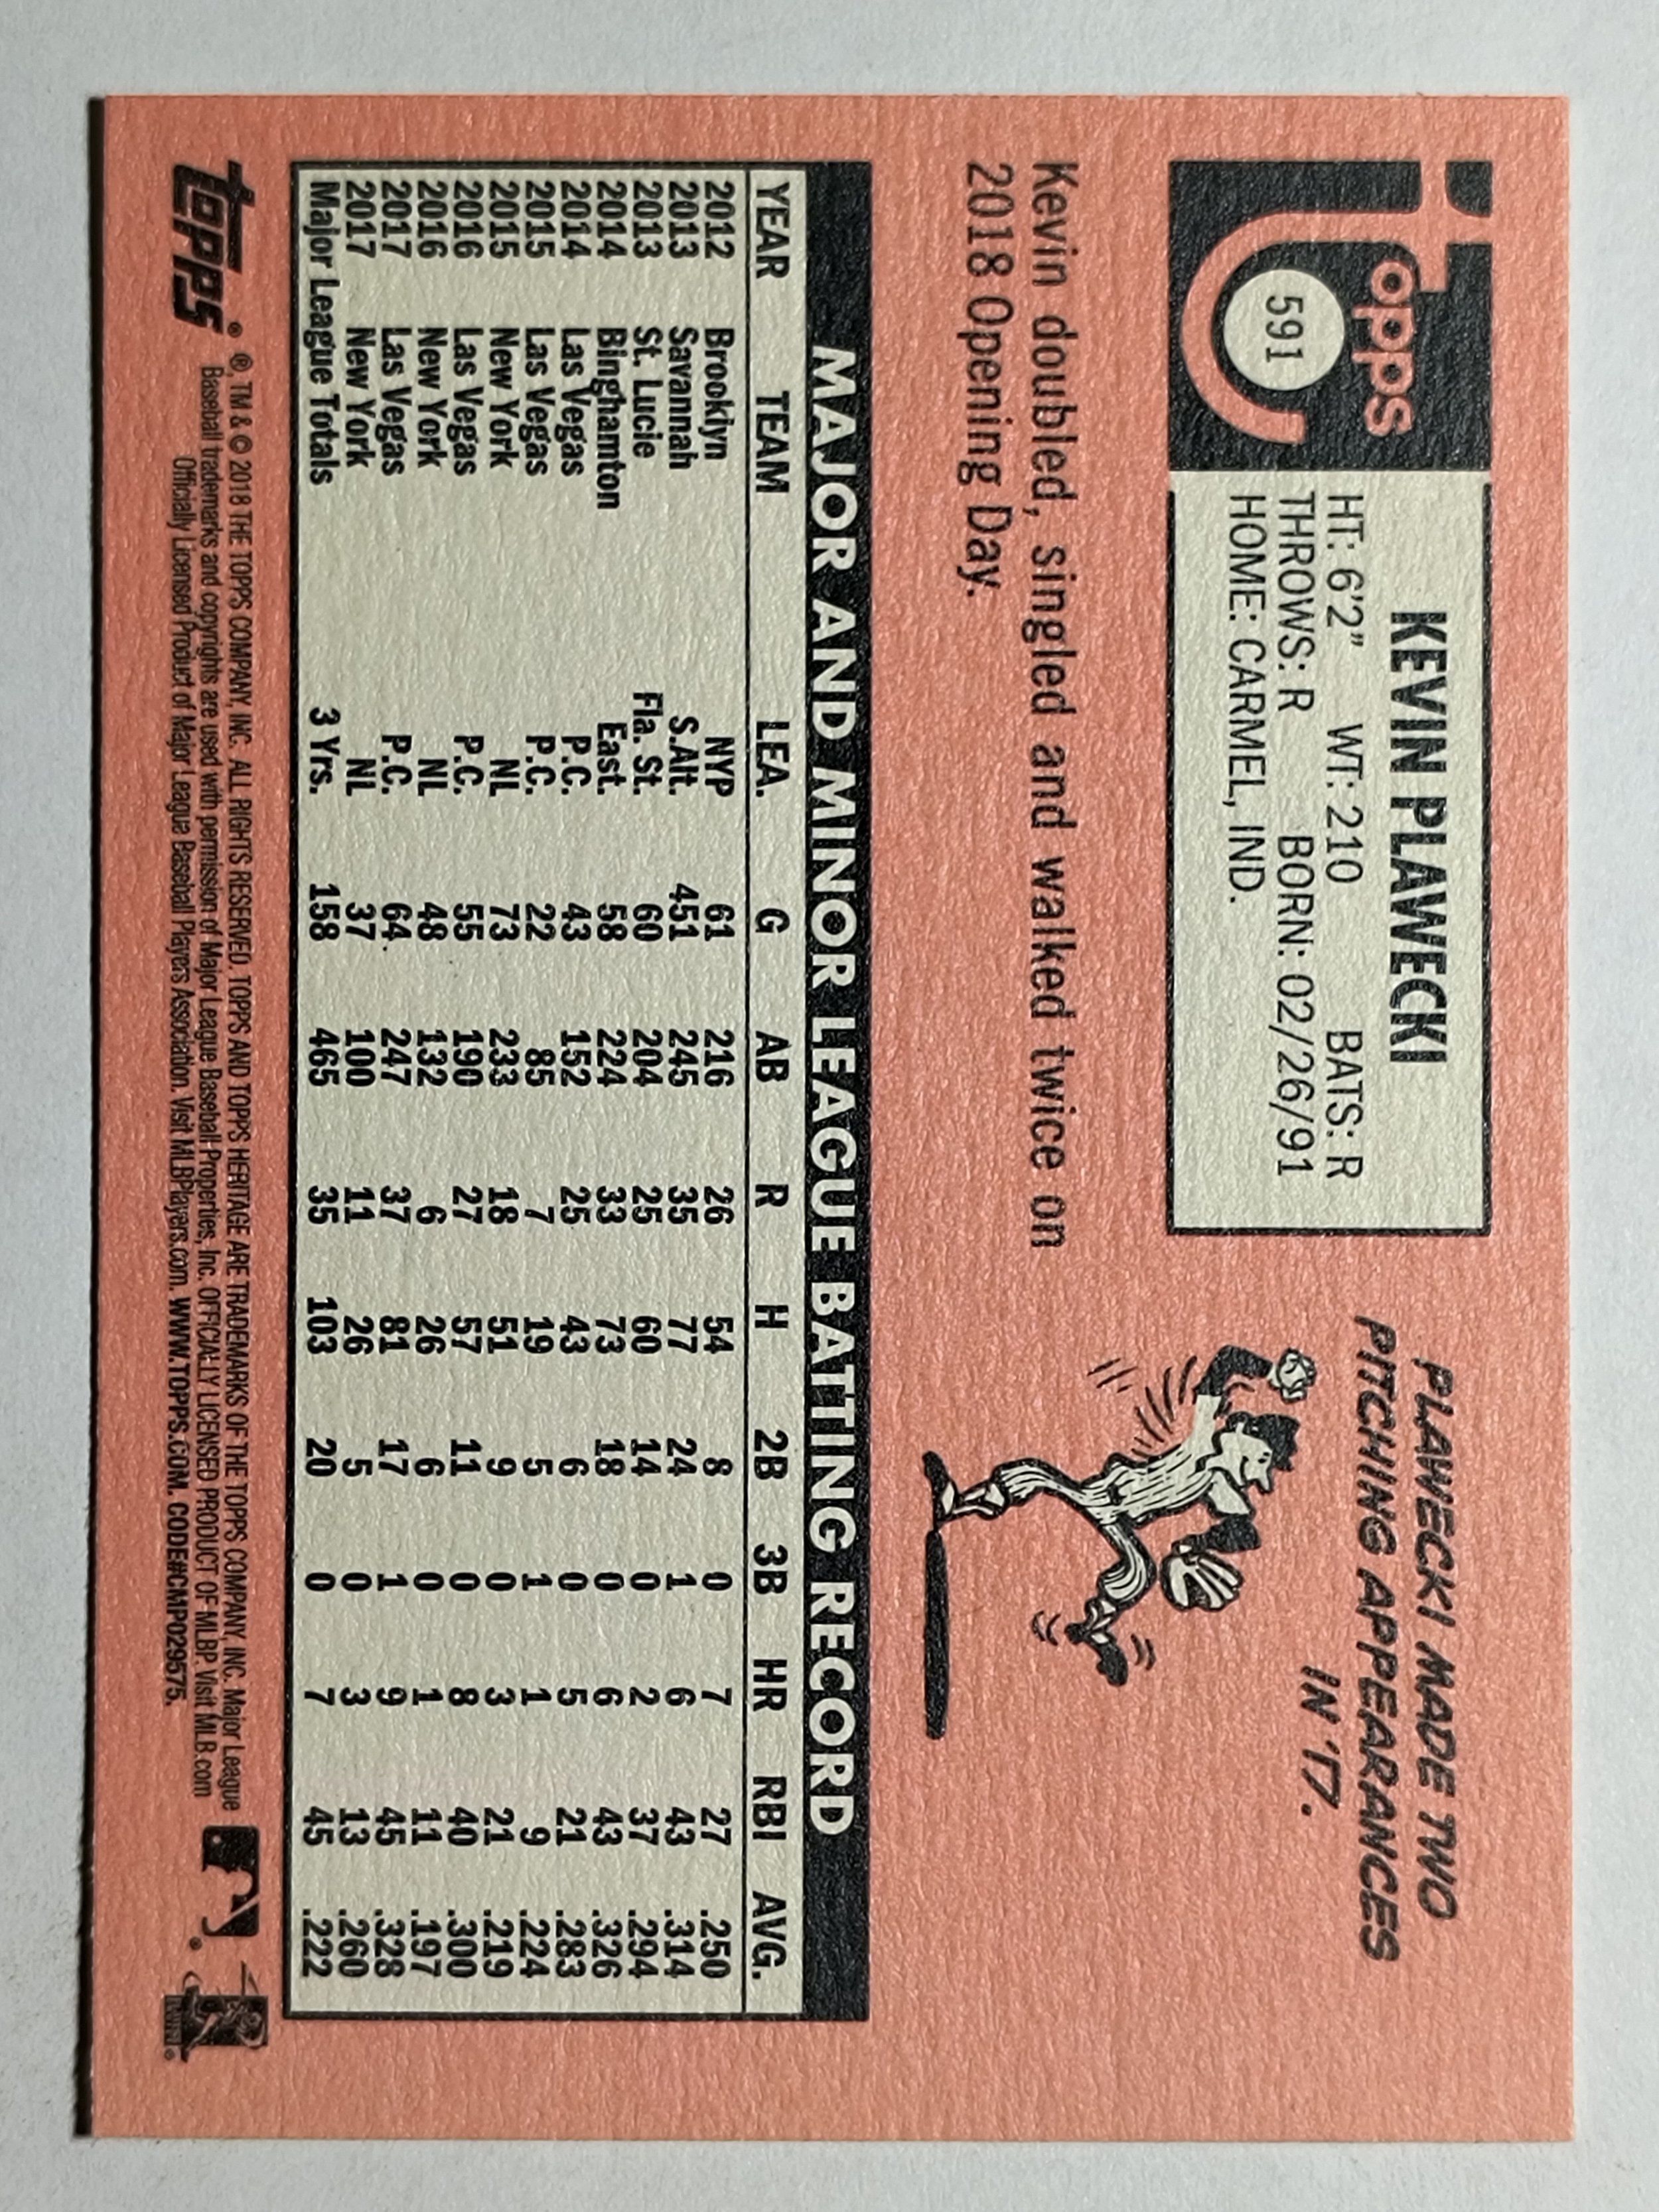 topps
591
KEVIN PLAWECKI
HT: 6'2" WT: 210 BATS: R
THROWS: R BORN: 02/26/91
HOME: CARMEL, IND.
PLAWECKI MADE TWO
PITCHING APPEARANCES
IN '17.
Kevin doubled, singled and walked twice on
2018 Opening Day.
MAJOR AND MINOR LEAGUE BATTING RECORD
YEAR TEAM LEA. G AB R H 2B 3B HR RBI AVG.
2012 Brooklyn NYP 61 216 26 54 8 0 7 27 .250
2013 Savannah S.Alt. 451 245 35 77 24 1 6 43 .314
2013 St. Lucie Fla. St. 60 204 25 60 14 0 2 37 .294
2014 Binghamton East. 58 224 33 73 18 0 6 43 .326
2014 Las Vegas P.C. 43 152 25 43 6 0 5 21 .283
2015 Las Vegas P.C. 22 85 7 19 5 1 1 9 .224
2015 New York NL 73 233 18 51 9 0 3 21 .219
2016 Las Vegas P.C. 55 190 27 57 11 0 8 40 .300
2016 New York NL 48 132 6 26 6 0 1 11 .197
2017 Las Vegas P.C. 64 247 37 81 17 1 9 45 .328
2017 New York NL 37 100 11 26 5 0 3 13 .260
Major League Totals 3 Yrs. 158 465 35 103 20 0 7 45 .222
topps®
®, TM & © 2018 THE TOPPS COMPANY, INC. ALL RIGHTS RESERVED. TOPPS AND TOPPS HERITAGE ARE TRADEMARKS OF THE TOPPS COMPANY, INC. Major League
Baseball trademarks and copyrights are used with permission of Major League Baseball Properties, Inc. OFFICIALLY LICENSED PRODUCT OF MLBP. Visit MLB.com
Officially Licensed Product of Major League Baseball Players Association. Visit MLBPlayers.com. WWW.TOPPS.COM. CODE#CMP029575.